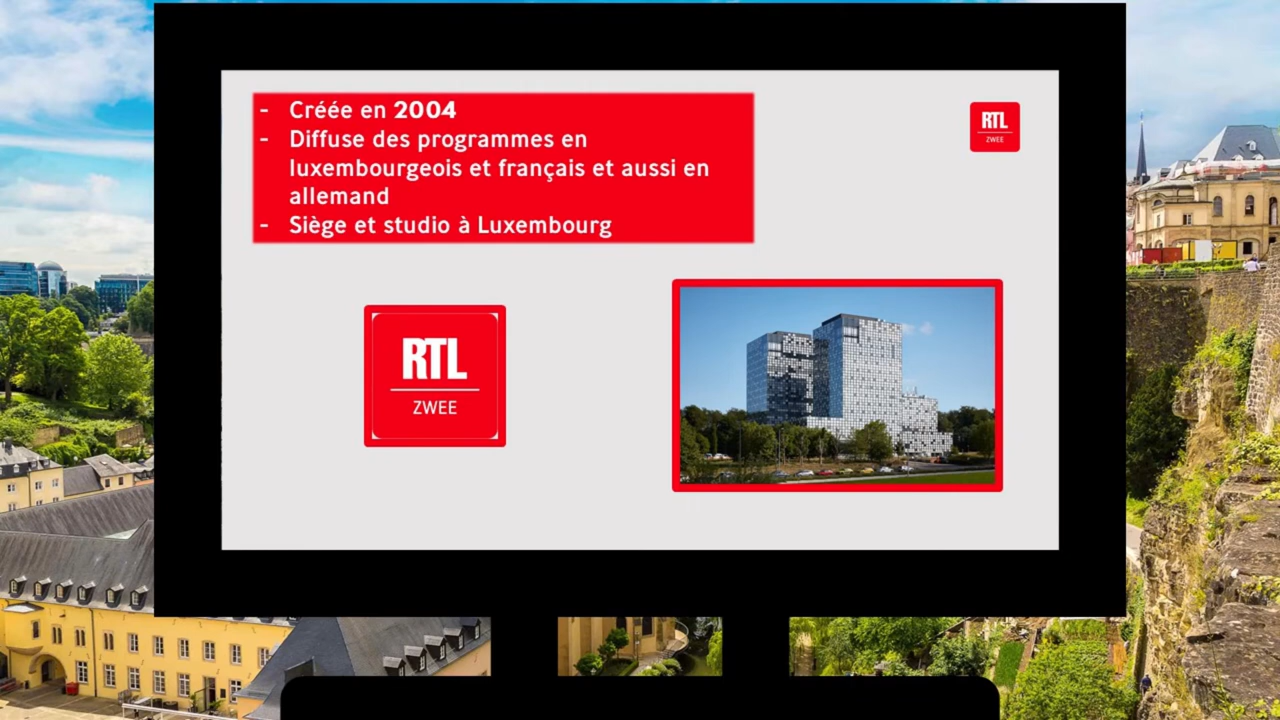 - Créée en 2004
- Diffuse des programmes en
luxembourgeois et français et aussi en
allemand
- Siège et studio à Luxembourg
RTL
ZWEE
RTL
ZWEE